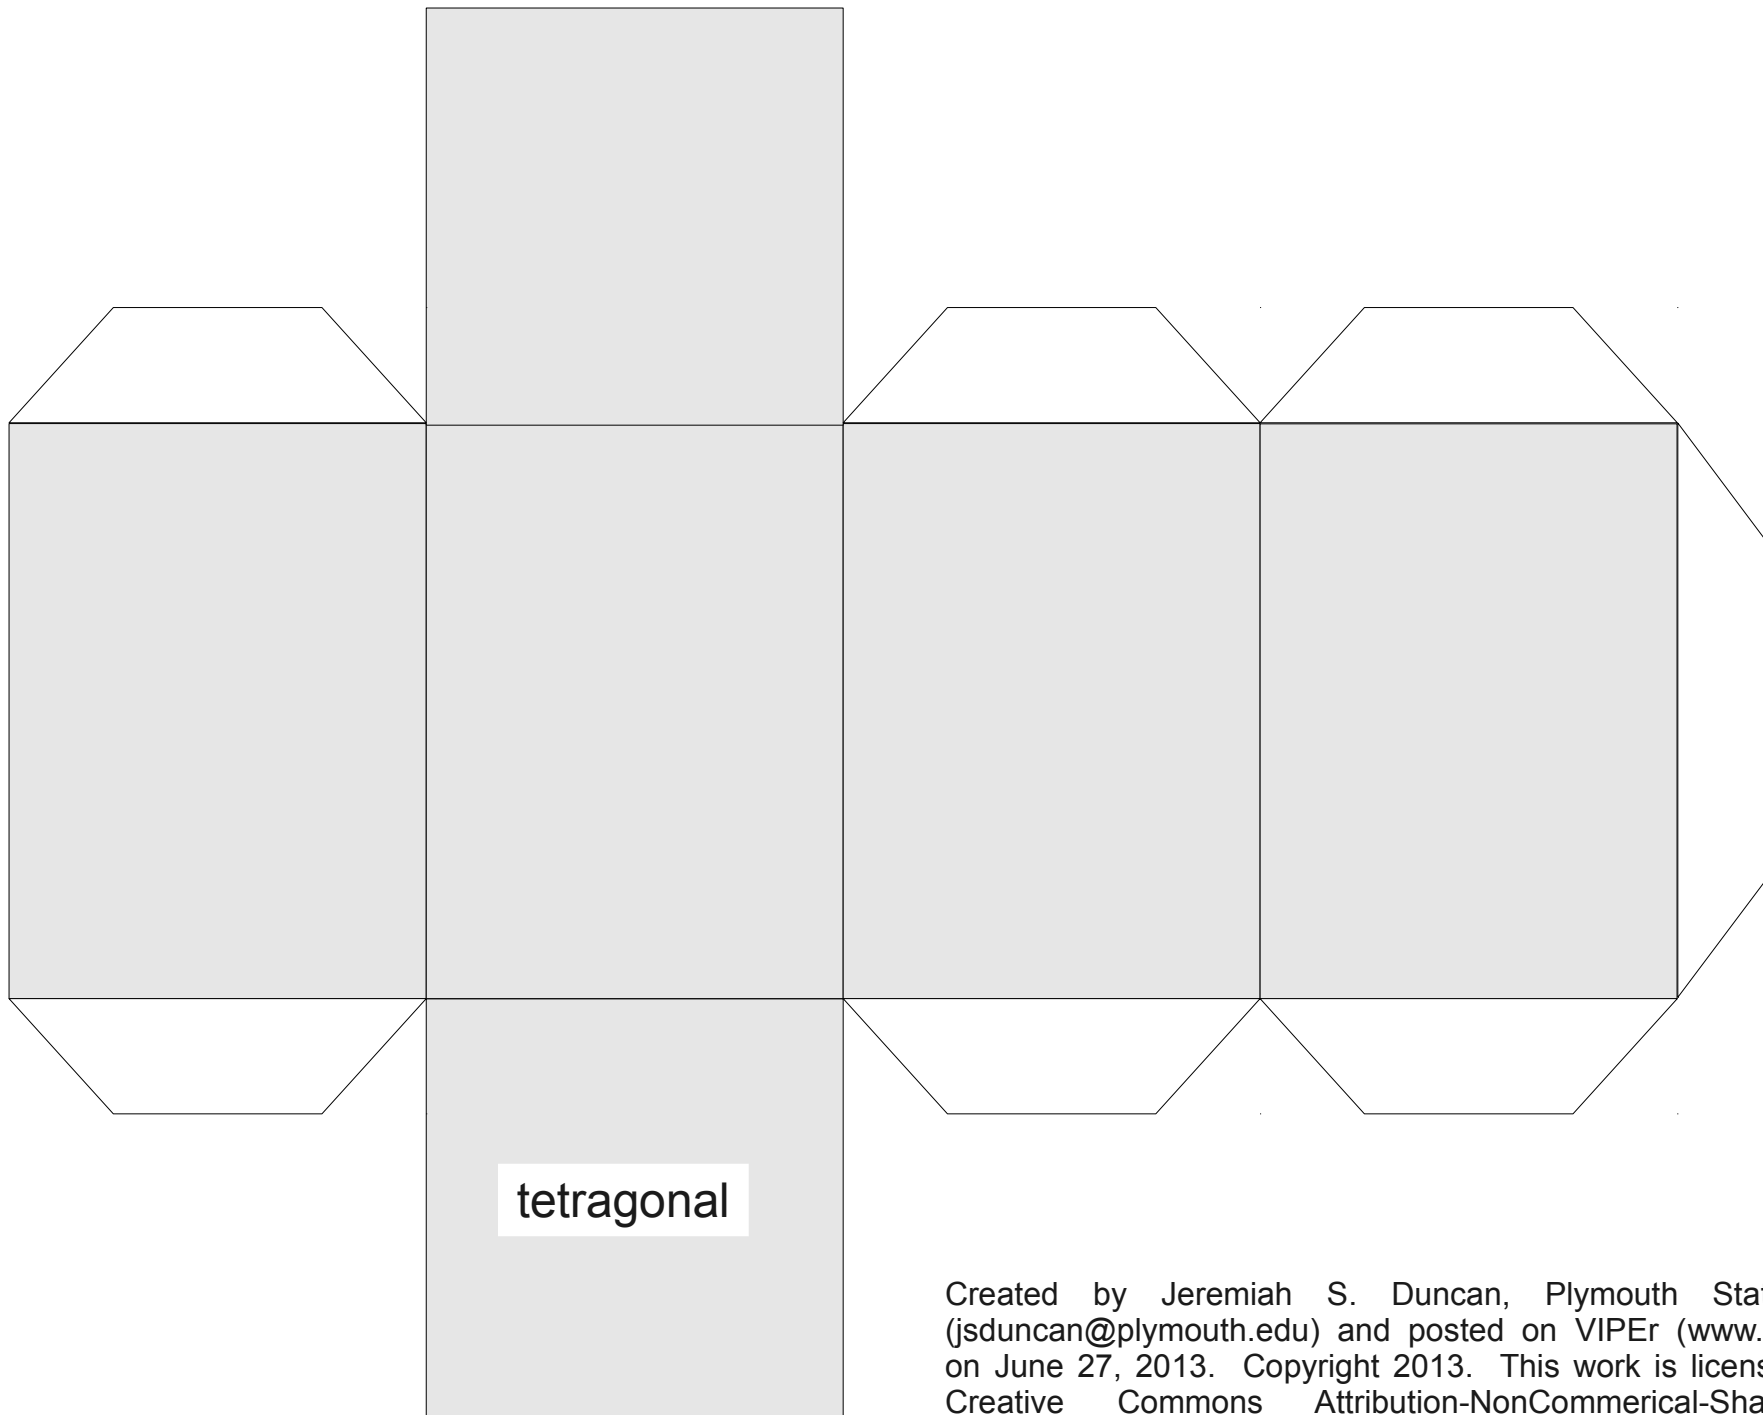 tetragonal
Created by Jeremiah S. Duncan, Plymouth Stat
(jsduncan@plymouth.edu) and posted on VIPEr (www.
on June 27, 2013. Copyright 2013. This work is licens
Creative Commons Attribution-NonCommerical-Sha